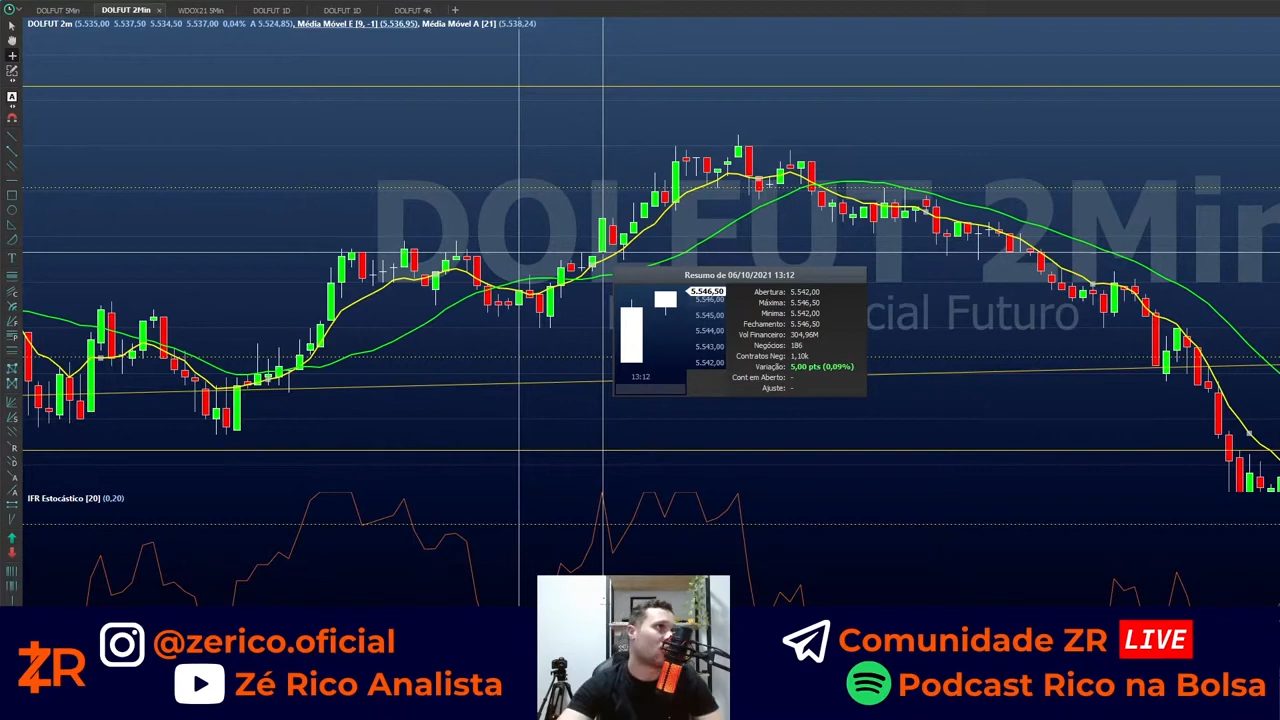 DOLFUT 5Min
DOLFUT 2Min
WDOX21 5Min
DOLFUT 1D
DOLFUT 1D
DOLFUT 4R
DOLFUT 2m (5.535,00 5.537,50 5.534,50 5.537,00 0,04% A 5.524,85), Média Móvel E [9, -1] (5.536,95), Média Móvel A [21] (5.538,24)
DOLFUT 2Min
cial Futuro
Resumo de 06/10/2021 13:12
5.546,50
5.546,00
5.545,00
5.544,00
5.543,00
5.542,00
13:12
Abertura: 5.542,00
Máxima: 5.546,50
Minima: 5.542,00
Fechamento: 5.546,50
Vol Financeiro: 304,96M
Negócios: 186
Contratos Neg: 1,10k
Variação: 5,00 pts (0,09%)
Cont em Aberto: -
Ajuste: -
IFR Estocástico [20] (0,20)
ZR
@zerico.oficial
Zé Rico Analista
Comunidade ZR LIVE
Podcast Rico na Bolsa